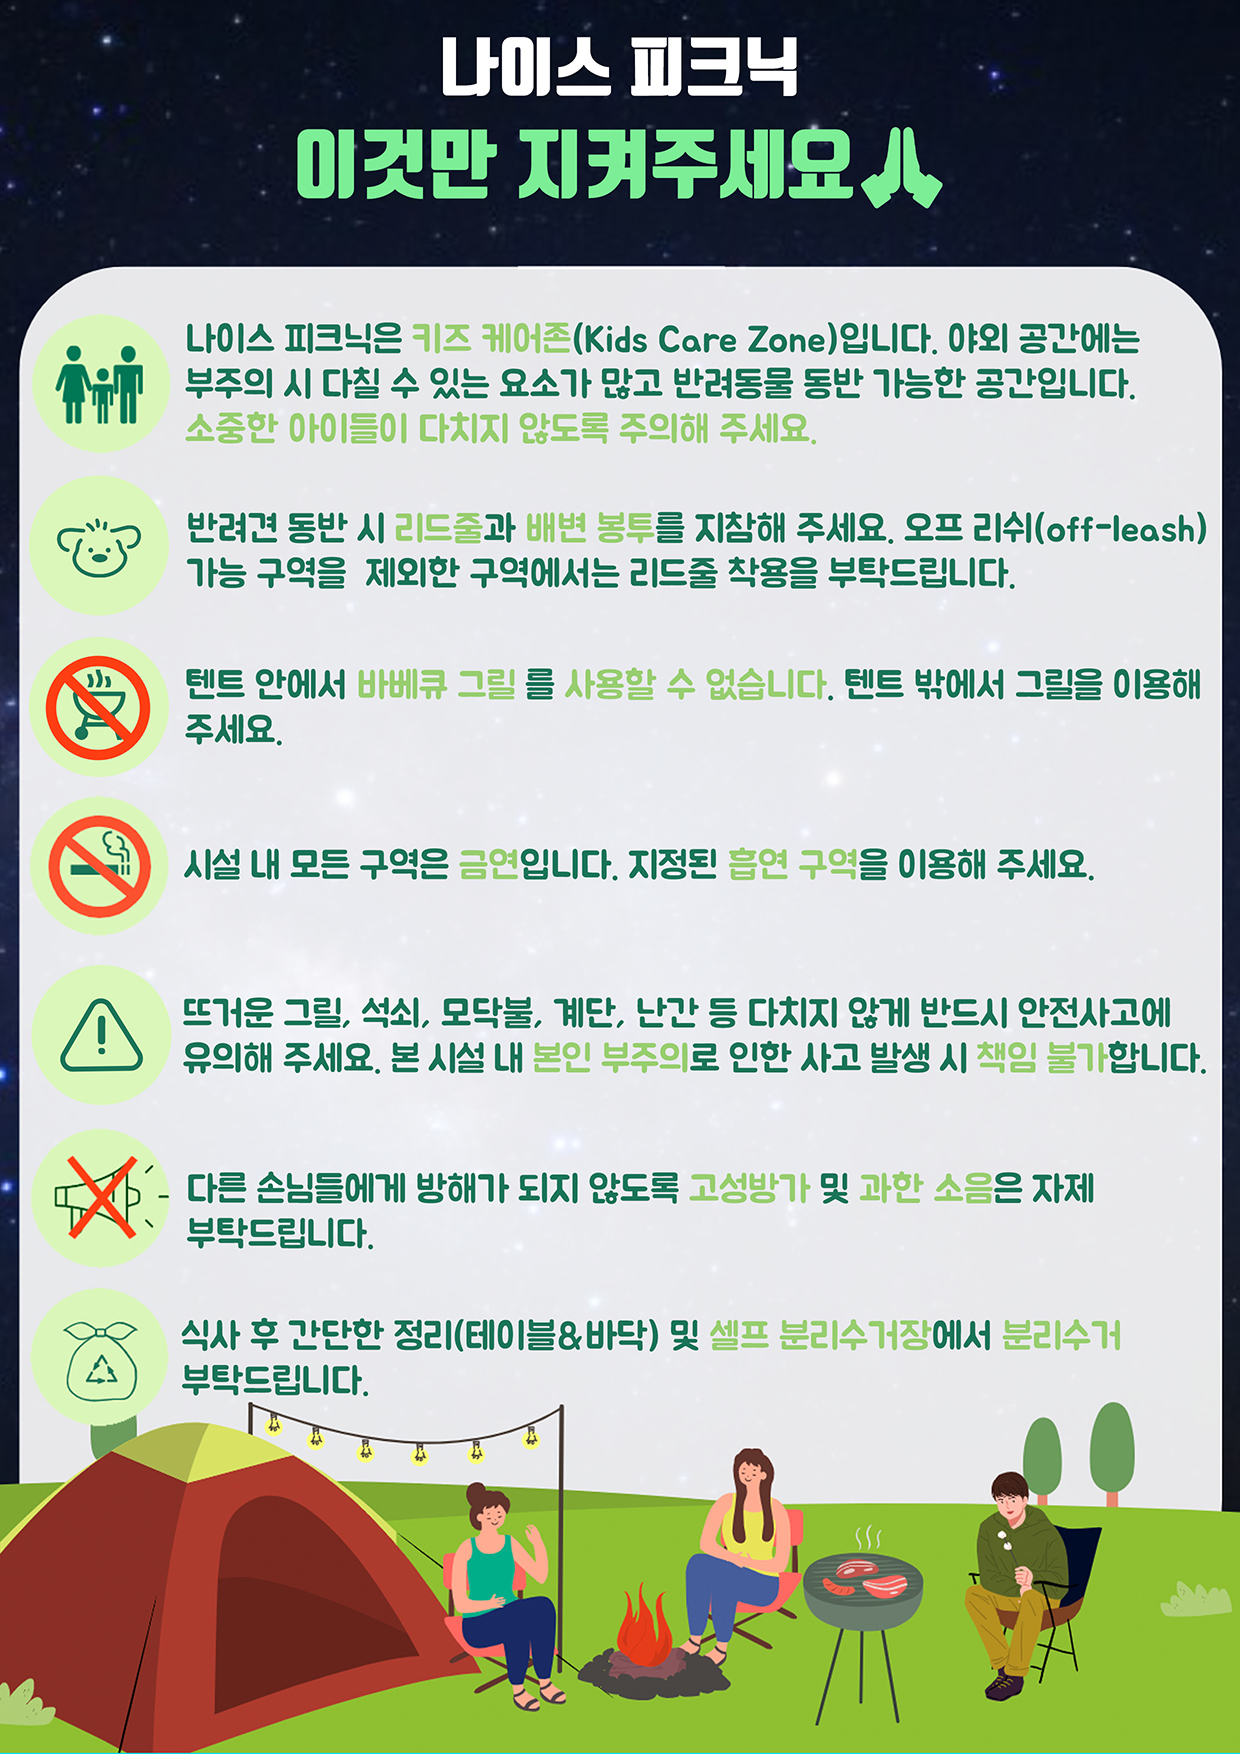 나이스 피크닉
이것만 지켜주세요
나이스 피크닉은 키즈 케어존(Kids Care Zone)입니다. 야외 공간에는
부주의 시 다칠 수 있는 요소가 많고 반려동물 동반 가능한 공간입니다.
소중한 아이들이 다치지 않도록 주의해 주세요.
반려견 동반 시 리드줄과 배변 봉투를 지참해 주세요. 오프 리쉬(off-leash)
가능 구역을 제외한 구역에서는 리드줄 착용을 부탁드립니다.
텐트 안에서 바베큐 그릴 를 사용할 수 없습니다. 텐트 밖에서 그릴을 이용해
주세요.
시설 내 모든 구역은 금연입니다. 지정된 흡연 구역을 이용해 주세요.
뜨거운 그릴, 석쇠, 모닥불, 계단, 난간 등 다치지 않게 반드시 안전사고에
유의해 주세요. 본 시설 내 본인 부주의로 인한 사고 발생 시 책임 불가합니다.
다른 손님들에게 방해가 되지 않도록 고성방가 및 과한 소음은 자제
부탁드립니다.
식사 후 간단한 정리(테이블&바닥) 및 셀프 분리수거장에서 분리수거
부탁드립니다.